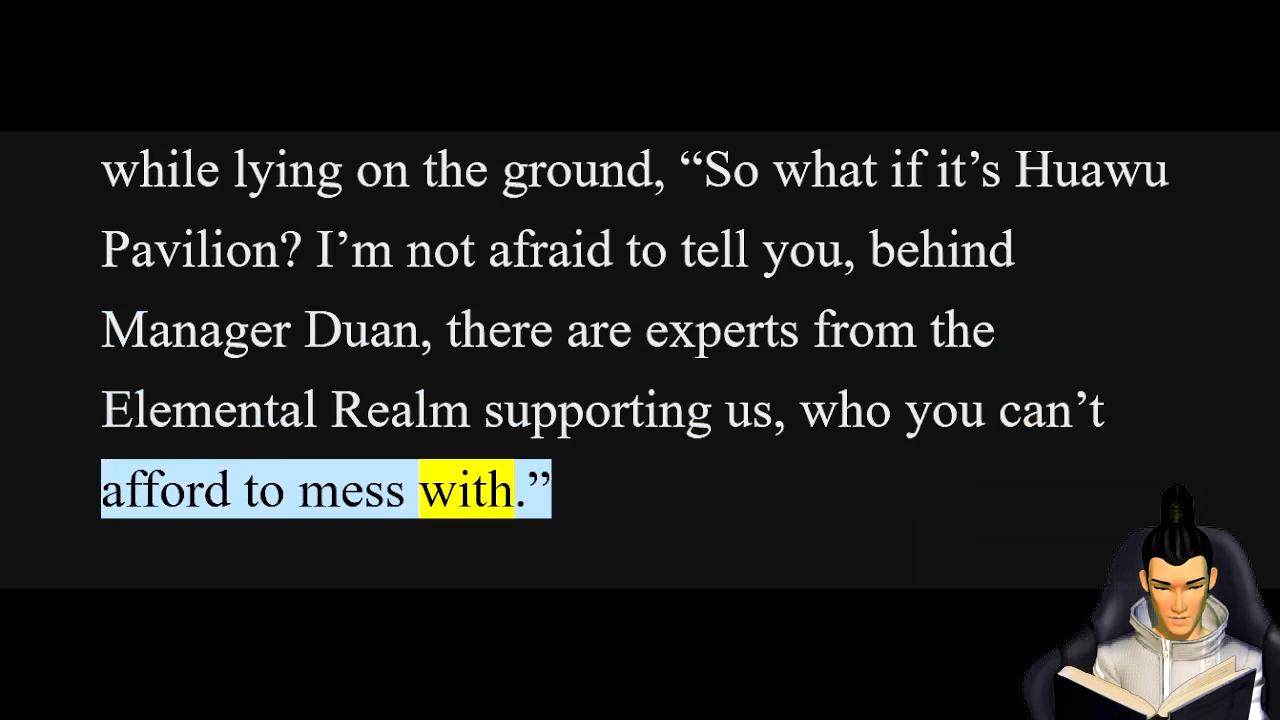 while lying on the ground, “So what if it’s Huawu
Pavilion? I’m not afraid to tell you, behind
Manager Duan, there are experts from the
Elemental Realm supporting us, who you can’t
afford to mess with.”